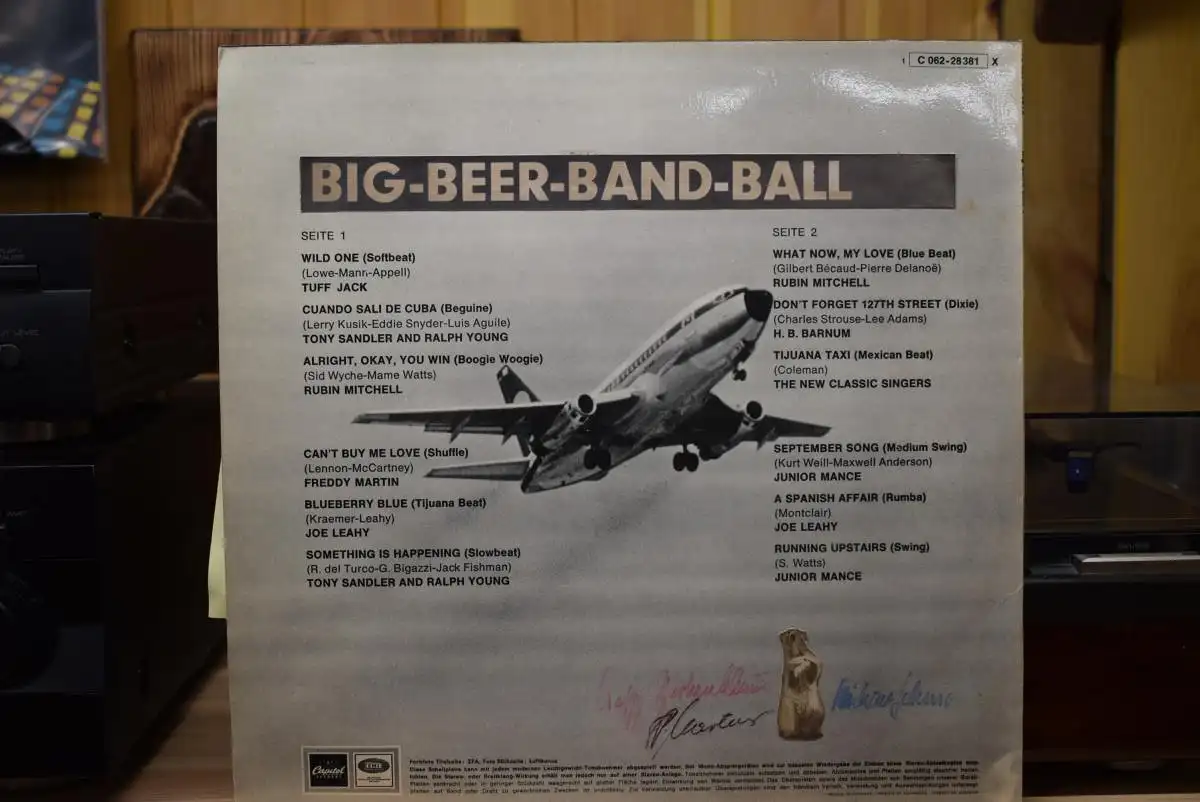 1 C 062-28381 X
BIG-BEER-BAND-BALL
SEITE 1
WILD ONE (Softbeat)
(Lowe-Mann-Appell)
TUFF JACK
CUANDO SALI DE CUBA (Beguine)
(Lerry Kusik-Eddie Snyder-Luis Aguile)
TONY SANDLER AND RALPH YOUNG
ALRIGHT, OKAY, YOU WIN (Boogie Woogie)
(Sid Wyche-Mame Watts)
RUBIN MITCHELL
CAN'T BUY ME LOVE (Shuffle)
(Lennon-McCartney)
FREDDY MARTIN
BLUEBERRY BLUE (Tijuana Beat)
(Kraemer-Leahy)
JOE LEAHY
SOMETHING IS HAPPENING (Slowbeat)
(R. del Turco-G. Bigazzi-Jack Fishman)
TONY SANDLER AND RALPH YOUNG
SEITE 2
WHAT NOW, MY LOVE (Blue Beat)
(Gilbert Bécaud-Pierre Delanoë)
RUBIN MITCHELL
DON'T FORGET 127TH STREET (Dixie)
(Charles Strouse-Lee Adams)
H. B. BARNUM
TIJUANA TAXI (Mexican Beat)
(Coleman)
THE NEW CLASSIC SINGERS
SEPTEMBER SONG (Medium Swing)
(Kurt Weill-Maxwell Anderson)
JUNIOR MANCE
A SPANISH AFFAIR (Rumba)
(Montclair)
JOE LEAHY
RUNNING UPSTAIRS (Swing)
(S. Watts)
JUNIOR MANCE
Capitol
EMI